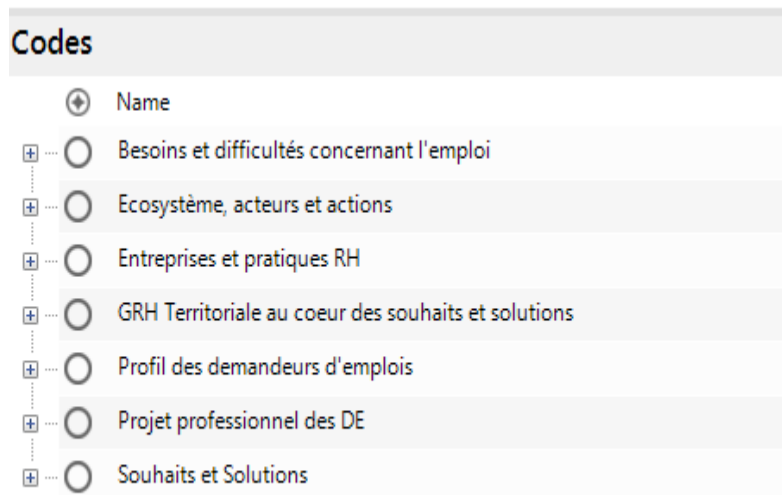 Codes
Name
Besoins et difficultés concernant l'emploi
Ecosystème, acteurs et actions
Entreprises et pratiques RH
GRH Territoriale au coeur des souhaits et solutions
Profil des demandeurs d'emplois
Projet professionnel des DE
Souhaits et Solutions